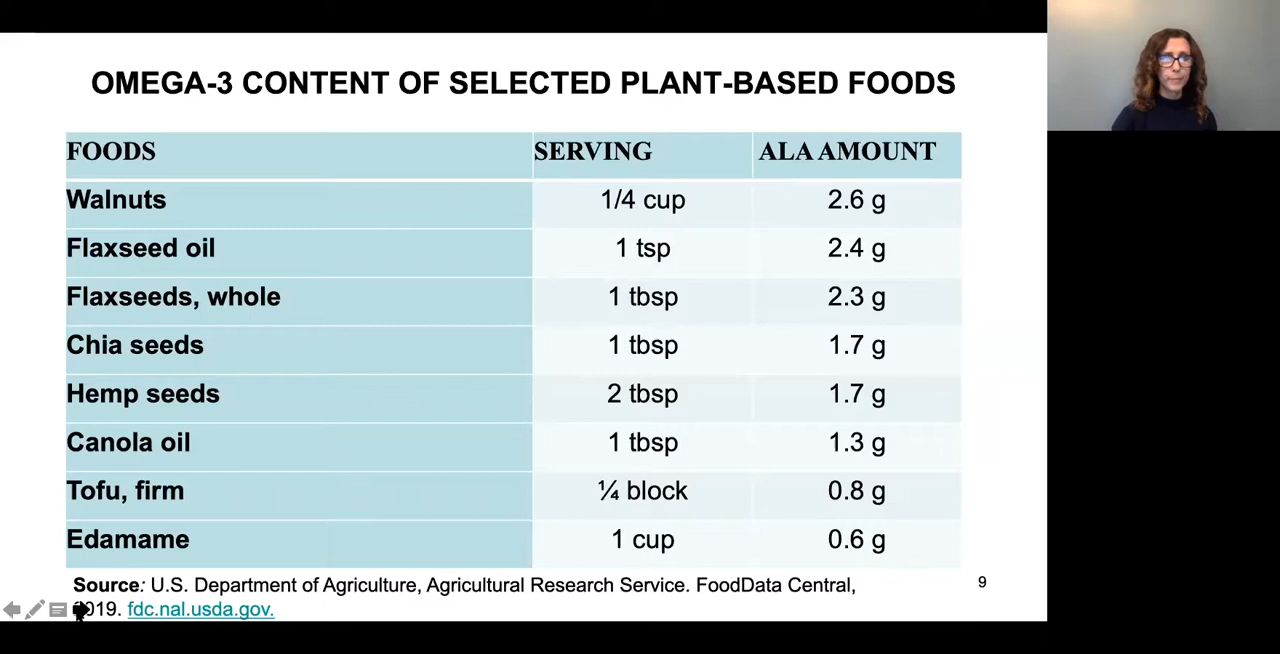 OMEGA-3 CONTENT OF SELECTED PLANT-BASED FOODS
FOODS SERVING ALA AMOUNT
Walnuts 1/4 cup 2.6 g
Flaxseed oil 1 tsp 2.4 g
Flaxseeds, whole 1 tbsp 2.3 g
Chia seeds 1 tbsp 1.7 g
Hemp seeds 2 tbsp 1.7 g
Canola oil 1 tbsp 1.3 g
Tofu, firm ¼ block 0.8 g
Edamame 1 cup 0.6 g
Source: U.S. Department of Agriculture, Agricultural Research Service. FoodData Central, 9
2019. fdc.nal.usda.gov.